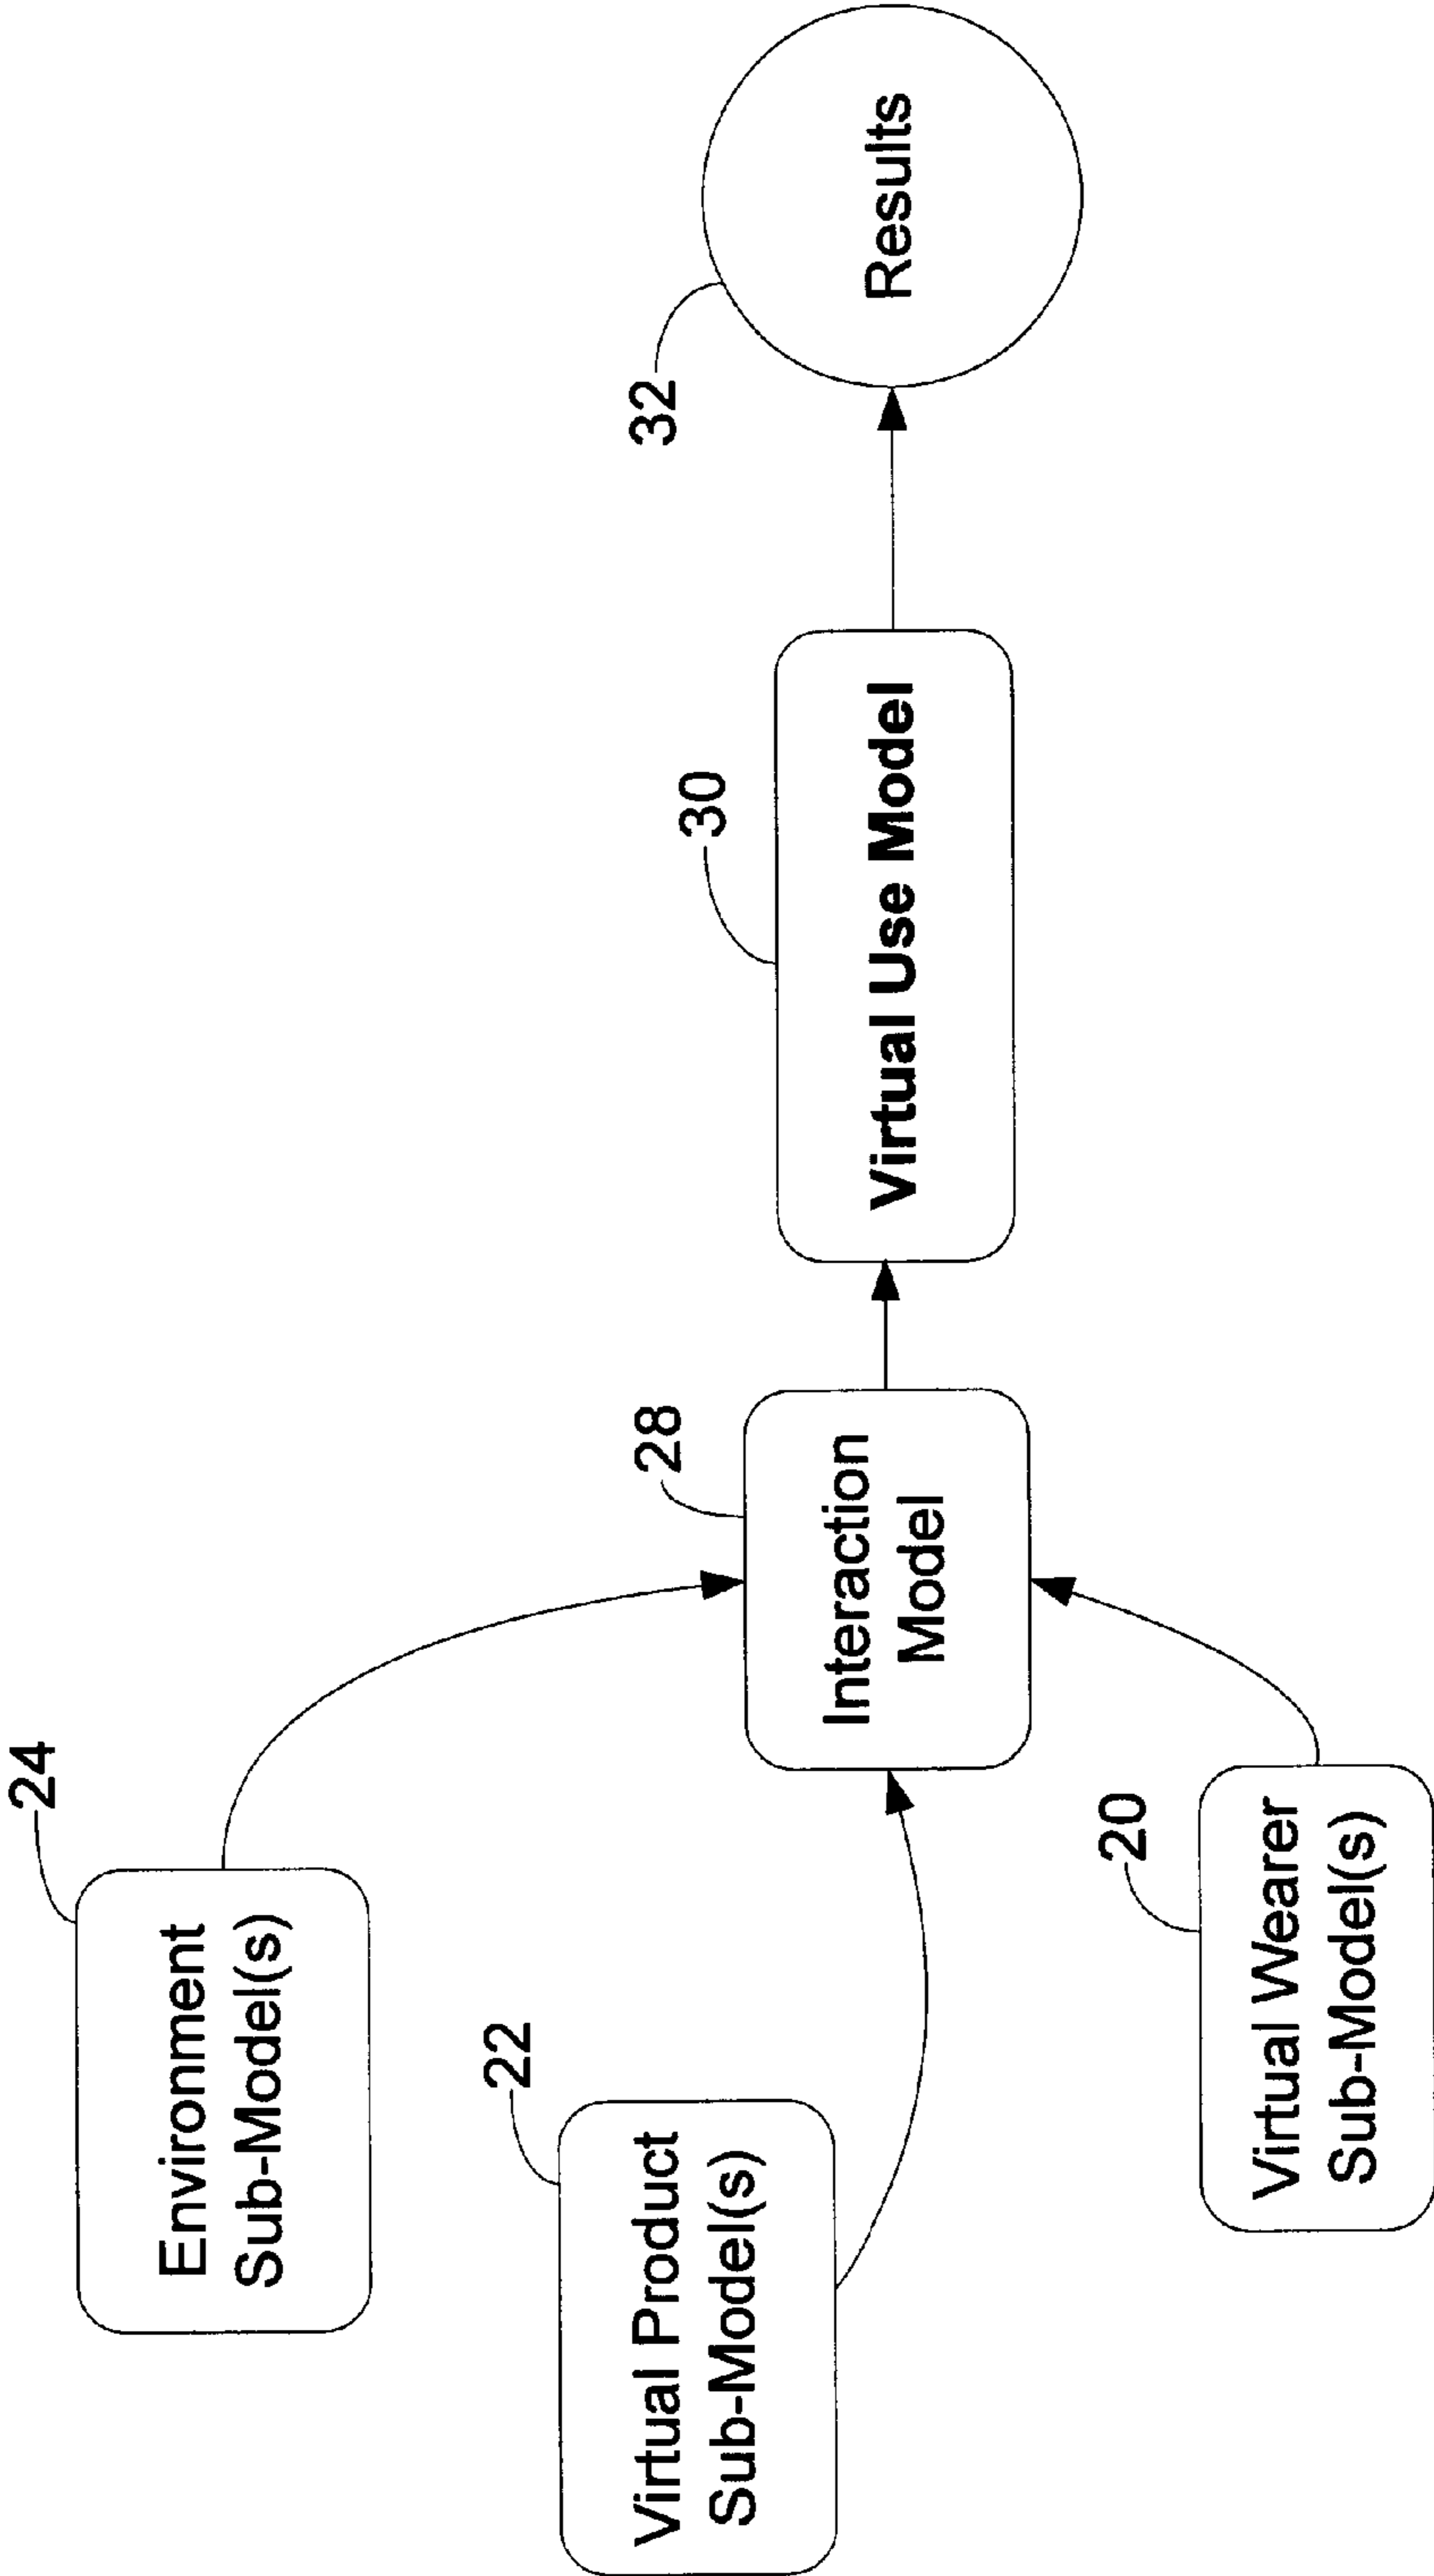 24
Environment
Sub-Model(s)
22
Virtual Product
Sub-Model(s)
20
Virtual Wearer
Sub-Model(s)
28
Interaction
Model
30
Virtual Use Model
32
Results